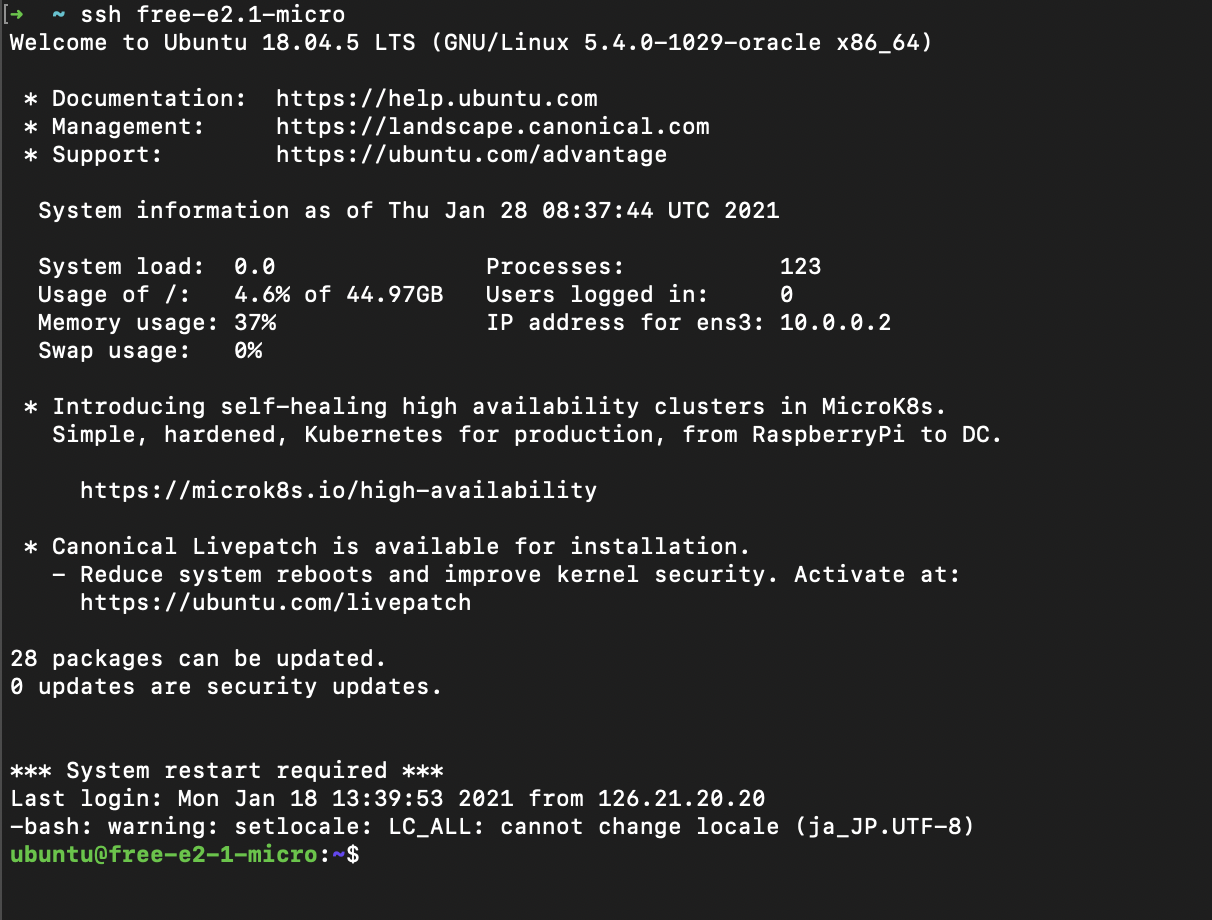 [➜  ~ ssh free-e2.1-micro
Welcome to Ubuntu 18.04.5 LTS (GNU/Linux 5.4.0-1029-oracle x86_64)

 * Documentation:  https://help.ubuntu.com
 * Management:     https://landscape.canonical.com
 * Support:        https://ubuntu.com/advantage

  System information as of Thu Jan 28 08:37:44 UTC 2021

  System load:  0.0               Processes:           123
  Usage of /:   4.6% of 44.97GB   Users logged in:     0
  Memory usage: 37%               IP address for ens3: 10.0.0.2
  Swap usage:   0%

 * Introducing self-healing high availability clusters in MicroK8s.
   Simple, hardened, Kubernetes for production, from RaspberryPi to DC.

     https://microk8s.io/high-availability

 * Canonical Livepatch is available for installation.
   - Reduce system reboots and improve kernel security. Activate at:
     https://ubuntu.com/livepatch

28 packages can be updated.
0 updates are security updates.


*** System restart required ***
Last login: Mon Jan 18 13:39:53 2021 from 126.21.20.20
-bash: warning: setlocale: LC_ALL: cannot change locale (ja_JP.UTF-8)
ubuntu@free-e2-1-micro:~$